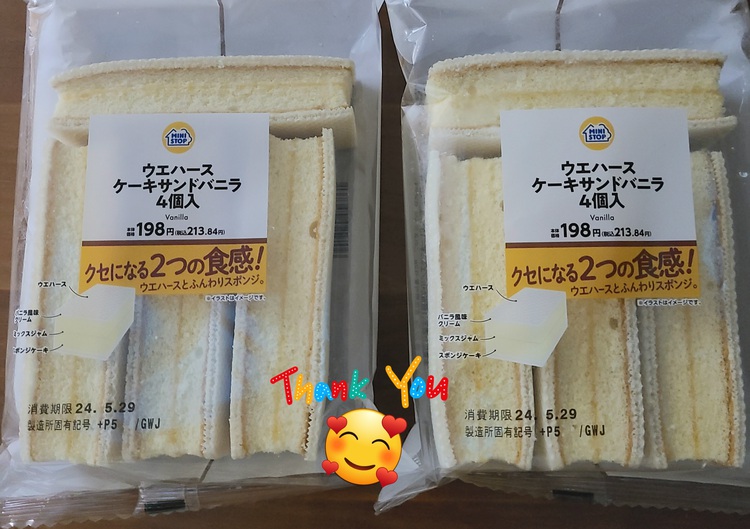 MINI
STOP
ウエハース
ケーキサンドバニラ
4個入
Vanilla
本体価格 198円(税込213.84円)
クセになる2つの食感!
ウエハースとふんわりスポンジ。
※イラストはイメージです。
ウエハース
バニラ風味
クリーム
ミックスジャム
スポンジケーキ
消費期限 24. 5.29
製造所固有記号 +P5 /GWJ
MINI
STOP
ウエハース
ケーキサンドバニラ
4個入
Vanilla
本体価格 198円(税込213.84円)
クセになる2つの食感!
ウエハースとふんわりスポンジ。
※イラストはイメージです。
ウエハース
バニラ風味
クリーム
ミックスジャム
スポンジケーキ
消費期限 24. 5.29
製造所固有記号 +P5 /GWJ
Thank You